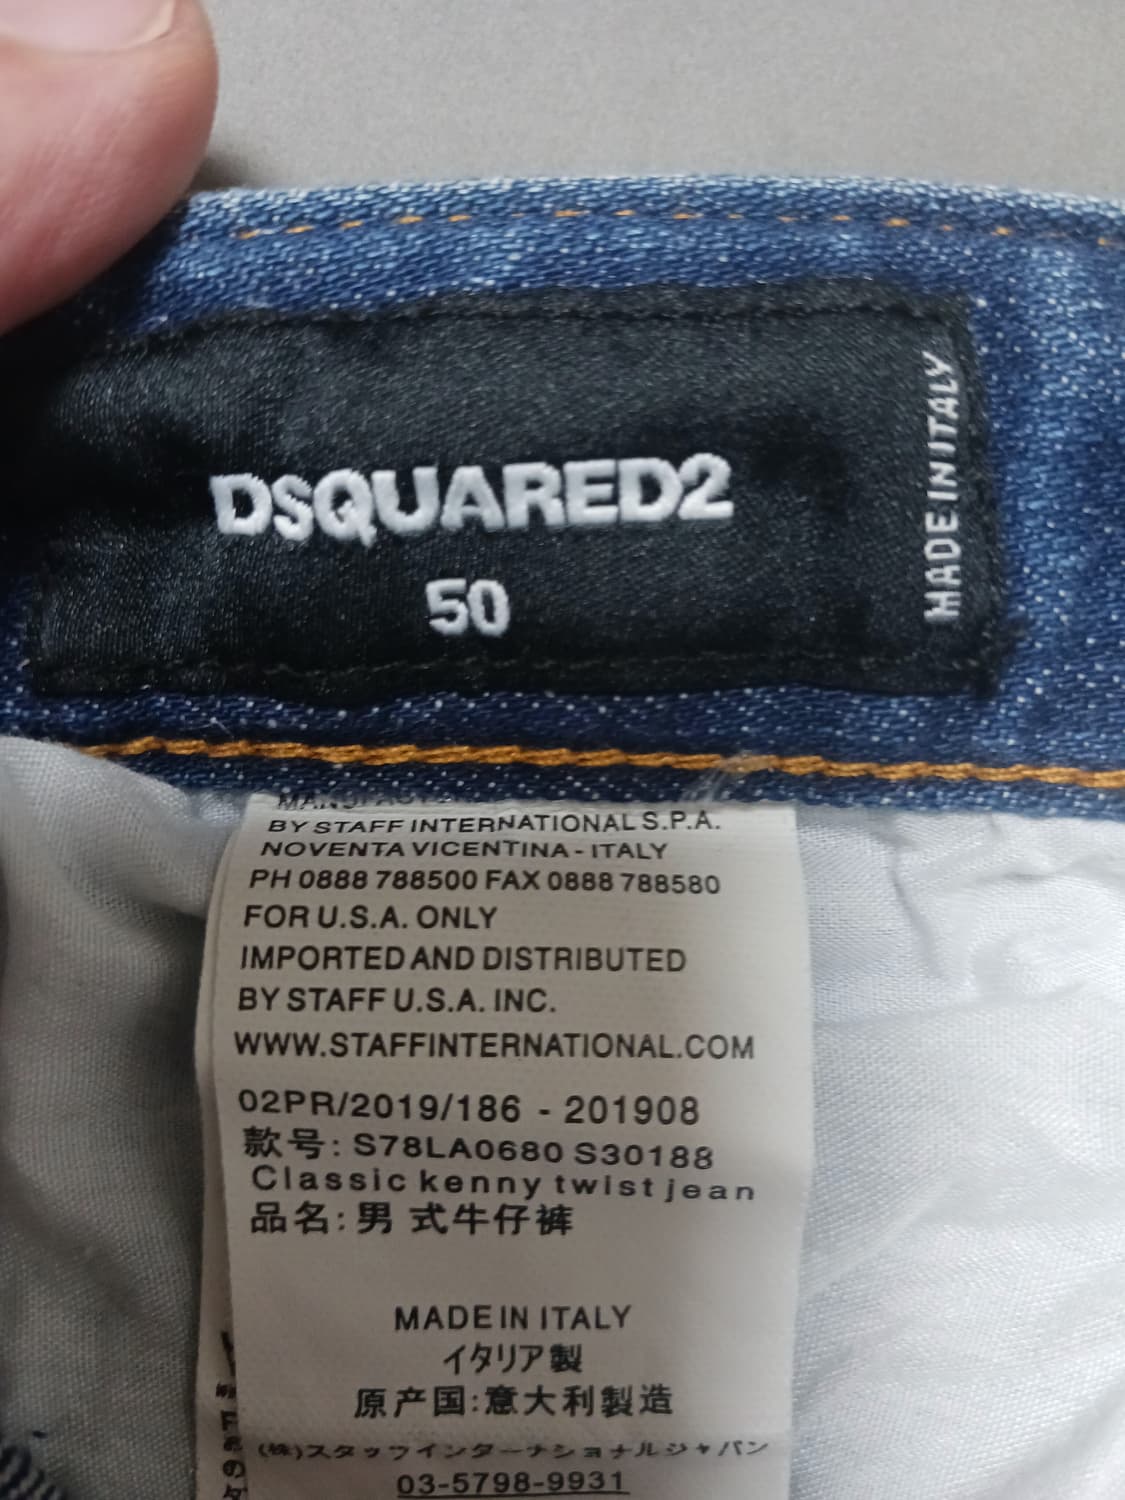 DSQUARED2
50
MADE IN ITALY
BY STAFF INTERNATIONAL S.P.A.
NOVENTA VICENTINA - ITALY
PH 0888 788500 FAX 0888 788580
FOR U.S.A. ONLY
IMPORTED AND DISTRIBUTED
BY STAFF U.S.A. INC.
WWW.STAFFINTERNATIONAL.COM
02PR/2019/186 - 201908
款号: S78LA0680 S30188
Classic kenny twist jean
品名: 男 式牛仔裤
MADE IN ITALY
イタリア製
原产国:意大利製造
(株)スタッフインターナショナルジャパン
03-5798-9931